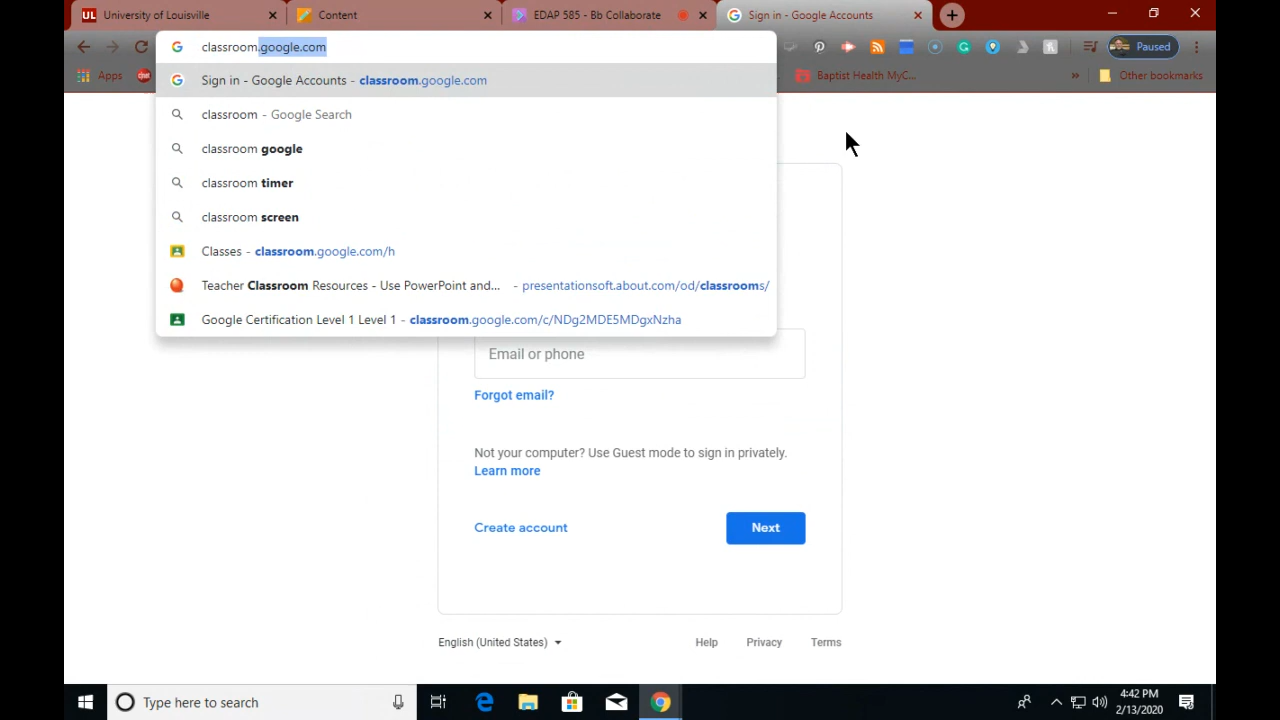 University of Louisville
Content
EDAP 585 - Bb Collaborate
Sign in - Google Accounts
classroom.google.com
Paused
Apps
Baptist Health MyC...
Other bookmarks
Sign in - Google Accounts - classroom.google.com
classroom - Google Search
classroom google
classroom timer
classroom screen
Classes - classroom.google.com/h
Teacher Classroom Resources - Use PowerPoint and... - presentationsoft.about.com/od/classrooms/
Google Certification Level 1 Level 1 - classroom.google.com/c/NDg2MDE5MDgxNzha
Email or phone
Forgot email?
Not your computer? Use Guest mode to sign in privately.
Learn more
Create account
Next
English (United States)
Help
Privacy
Terms
Type here to search
4:42 PM
2/13/2020